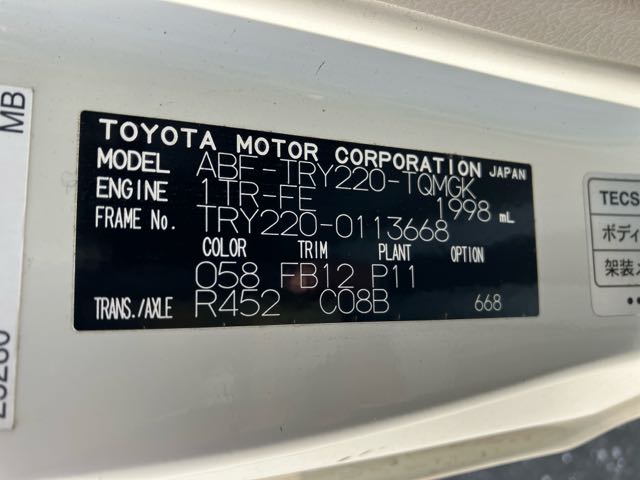 MB
TOYOTA MOTOR CORPORATION JAPAN
MODEL ABF-TRY220-TQMGK
ENGINE 1TR-FE 1998 mL
FRAME No. TRY220-0113668
COLOR TRIM PLANT OPTION
058 FB12 P11
TRANS./AXLE R452 C08B 668
TECS
ボディ
架装